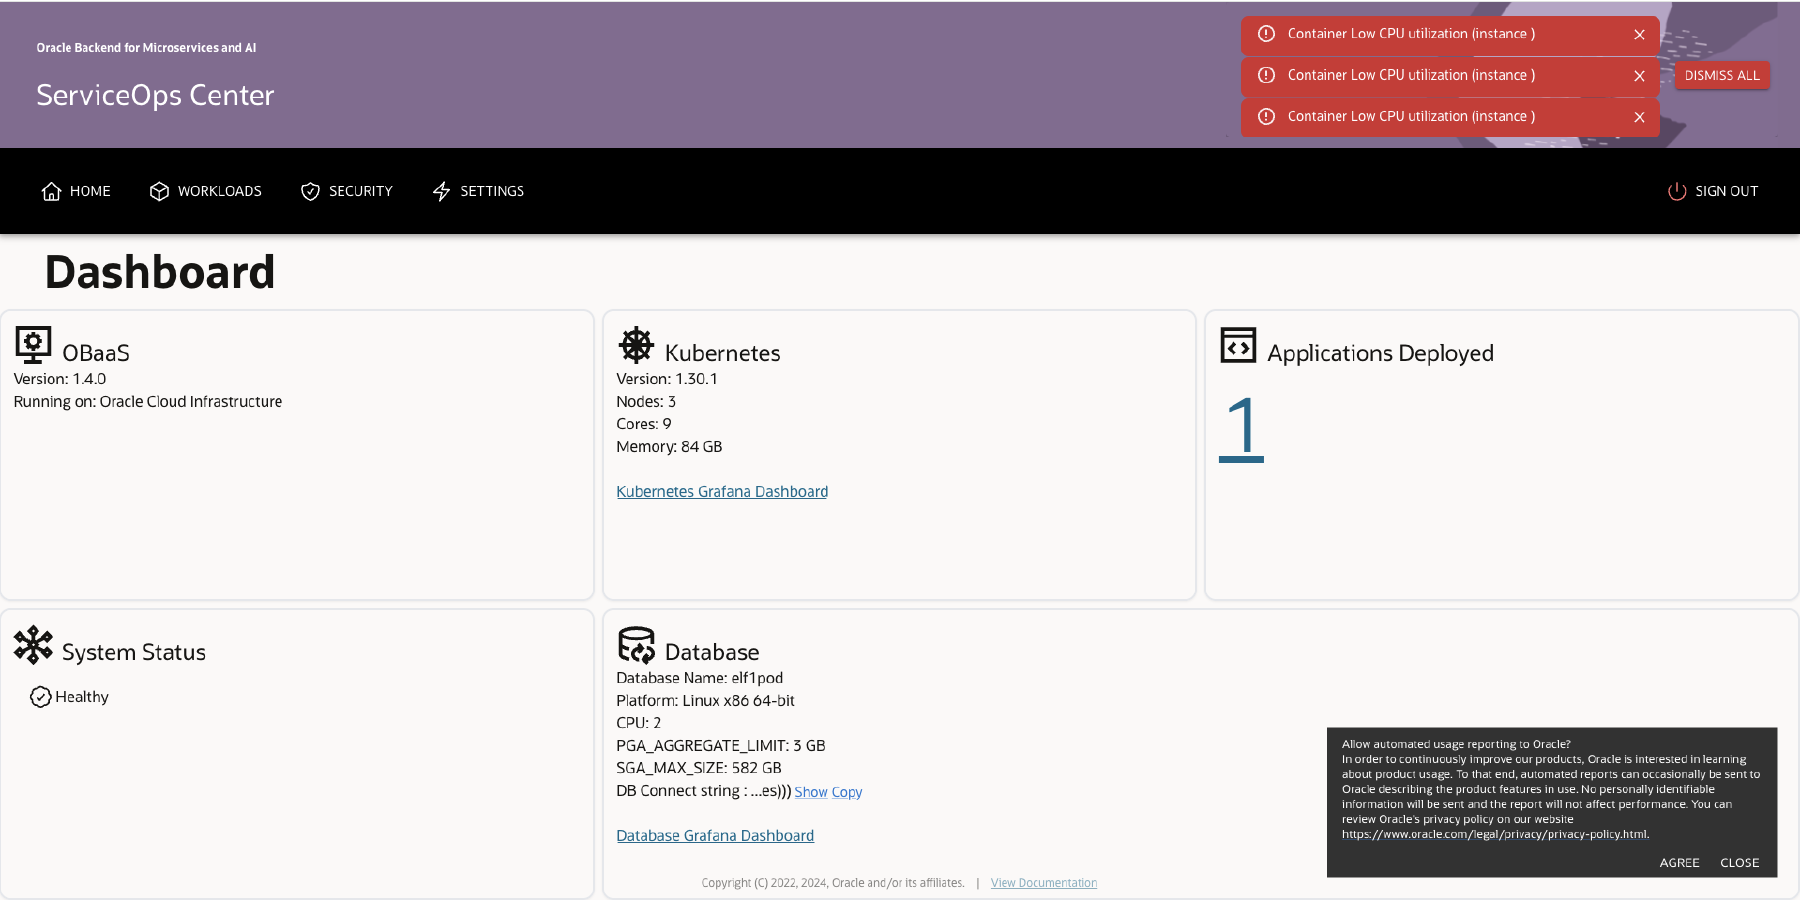 Oracle Backend for Microservices and AI
ServiceOps Center
Container Low CPU utilization (instance )
Container Low CPU utilization (instance )
Container Low CPU utilization (instance )
DISMISS ALL
HOME
WORKLOADS
SECURITY
SETTINGS
SIGN OUT
Dashboard
OBaaS
Version: 1.4.0
Running on: Oracle Cloud Infrastructure
Kubernetes
Version: 1.30.1
Nodes: 3
Cores: 9
Memory: 84 GB
Kubernetes Grafana Dashboard
Applications Deployed
1
System Status
Healthy
Database
Database Name: elf1pod
Platform: Linux x86 64-bit
CPU: 2
PGA_AGGREGATE_LIMIT: 3 GB
SGA_MAX_SIZE: 582 GB
DB Connect string : ...es))) Show Copy
Database Grafana Dashboard
Allow automated usage reporting to Oracle?
In order to continuously improve our products, Oracle is interested in learning
about product usage. To that end, automated reports can occasionally be sent to
Oracle describing the product features in use. No personally identifiable
information will be sent and the report will not affect performance. You can
review Oracle's privacy policy on our website
https://www.oracle.com/legal/privacy/privacy-policy.html.
AGREE CLOSE
Copyright (C) 2022, 2024, Oracle and/or its affiliates. | View Documentation